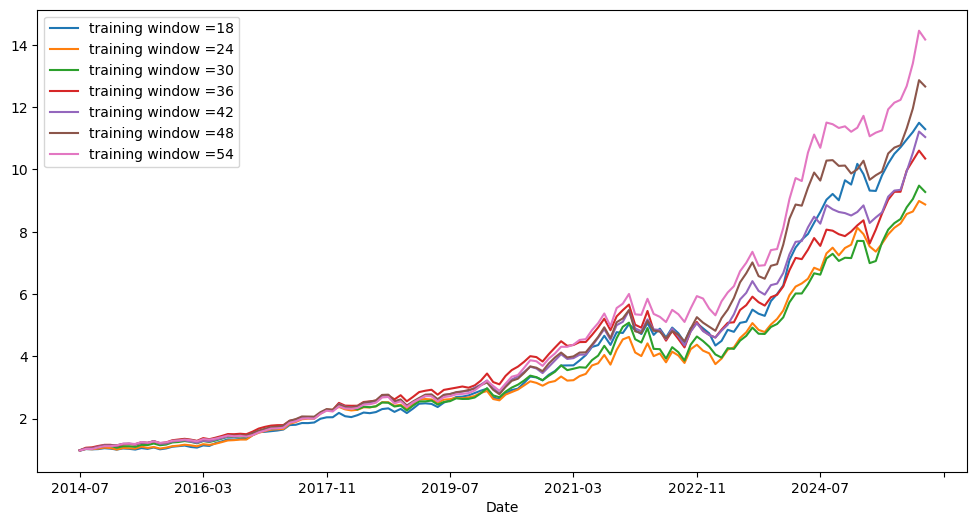 training window =18
training window =24
training window =30
training window =36
training window =42
training window =48
training window =54
14
12
10
8
6
4
2
2014-07
2016-03
2017-11
2019-07
2021-03
2022-11
2024-07
Date